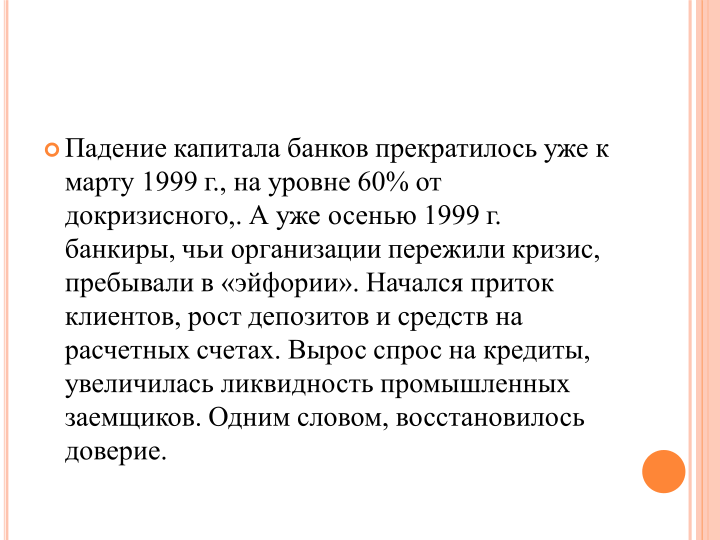 Падение капитала банков прекратилось уже к
марту 1999 г., на уровне 60% от
докризисного,. А уже осенью 1999 г.
банкиры, чьи организации пережили кризис,
пребывали в «эйфории». Начался приток
клиентов, рост депозитов и средств на
расчетных счетах. Вырос спрос на кредиты,
увеличилась ликвидность промышленных
заемщиков. Одним словом, восстановилось
доверие.